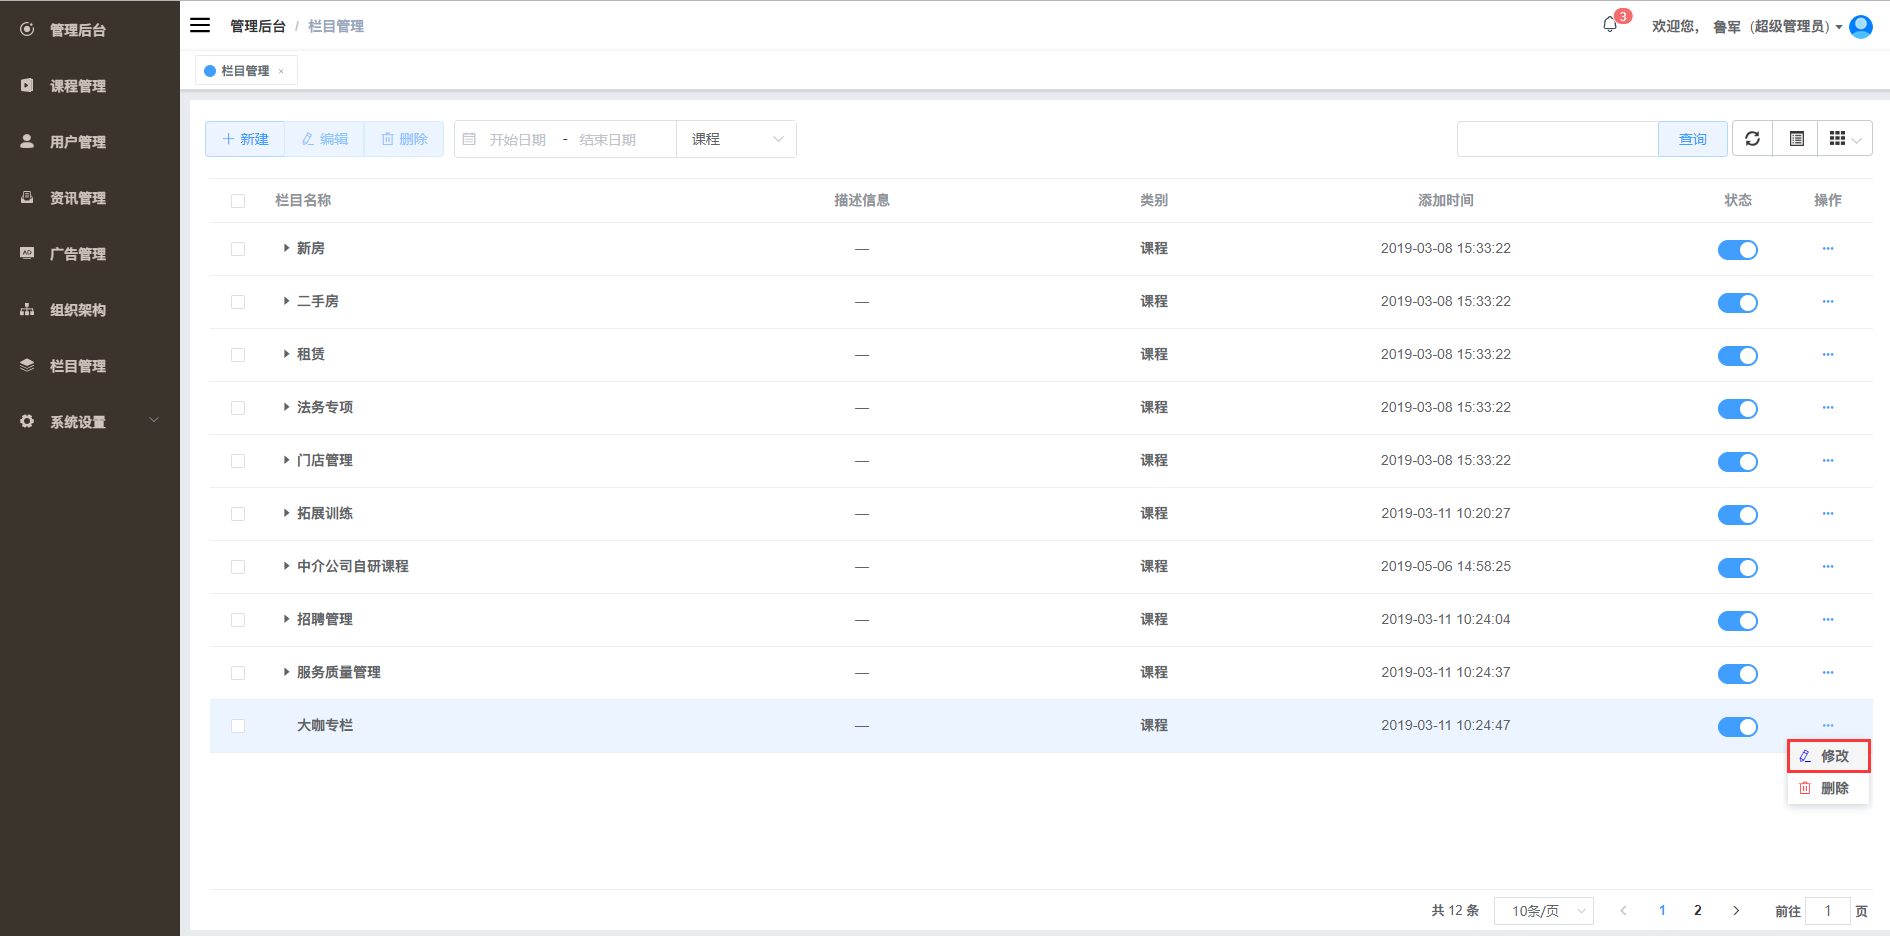 管理后台
课程管理
用户管理
资讯管理
广告管理
组织架构
栏目管理
系统设置
管理后台 / 栏目管理
3
欢迎您， 鲁军（超级管理员）
栏目管理 ×
+ 新建 编辑 删除 开始日期 - 结束日期 课程 查询
栏目名称 描述信息 类别 添加时间 状态 操作
新房 — 课程 2019-03-08 15:33:22 ···
二手房 — 课程 2019-03-08 15:33:22 ···
租赁 — 课程 2019-03-08 15:33:22 ···
法务专项 — 课程 2019-03-08 15:33:22 ···
门店管理 — 课程 2019-03-08 15:33:22 ···
拓展训练 — 课程 2019-03-11 10:20:27 ···
中介公司自研课程 — 课程 2019-05-06 14:58:25 ···
招聘管理 — 课程 2019-03-11 10:24:04 ···
服务质量管理 — 课程 2019-03-11 10:24:37 ···
大咖专栏 — 课程 2019-03-11 10:24:47 ···
修改
删除
共 12 条 10条/页 < 1 2 > 前往 1 页